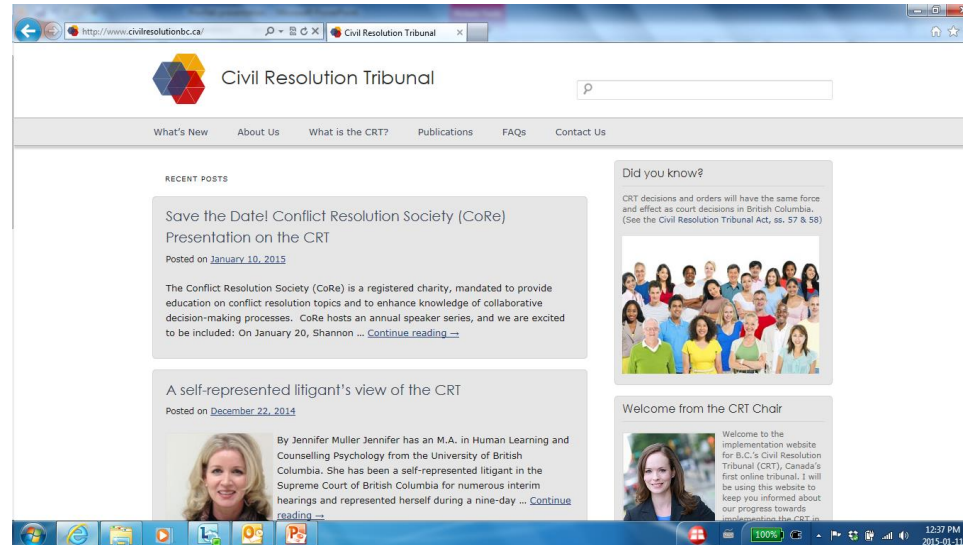 http://www.civilresolutionbc.ca/
Civil Resolution Tribunal
Civil Resolution Tribunal
What's New About Us What is the CRT? Publications FAQs Contact Us
RECENT POSTS
Save the Date! Conflict Resolution Society (CoRe)
Presentation on the CRT
Posted on January 10, 2015
The Conflict Resolution Society (CoRe) is a registered charity, mandated to provide
education on conflict resolution topics and to enhance knowledge of collaborative
decision-making processes. CoRe hosts an annual speaker series, and we are excited
to be included: On January 20, Shannon ... Continue reading →
A self-represented litigant's view of the CRT
Posted on December 22, 2014
By Jennifer Muller Jennifer has an M.A. in Human Learning and
Counselling Psychology from the University of British
Columbia. She has been a self-represented litigant in the
Supreme Court of British Columbia for numerous interim
hearings and represented herself during a nine-day ... Continue
reading →
Did you know?
CRT decisions and orders will have the same force
and effect as court decisions in British Columbia.
(See the Civil Resolution Tribunal Act, ss. 57 & 58)
Welcome from the CRT Chair
Welcome to the
implementation website
for B.C.'s Civil Resolution
Tribunal (CRT), Canada's
first online tribunal. I will
be using this website to
keep you informed about
our progress towards
implementing the CRT in
100%
12:37 PM
2015-01-11